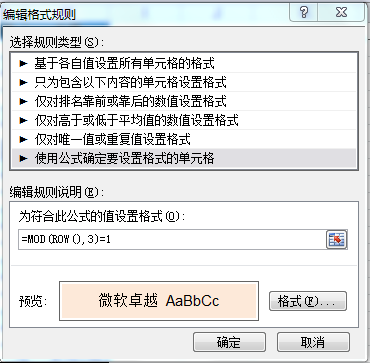 编辑格式规则
选择规则类型(S):
► 基于各自值设置所有单元格的格式
► 只为包含以下内容的单元格设置格式
► 仅对排名靠前或靠后的数值设置格式
► 仅对高于或低于平均值的数值设置格式
► 仅对唯一值或重复值设置格式
► 使用公式确定要设置格式的单元格
编辑规则说明(E):
为符合此公式的值设置格式(O):
=MOD(ROW(),3)=1
预览:
微软卓越 AaBbCc
格式(F)...
确定
取消